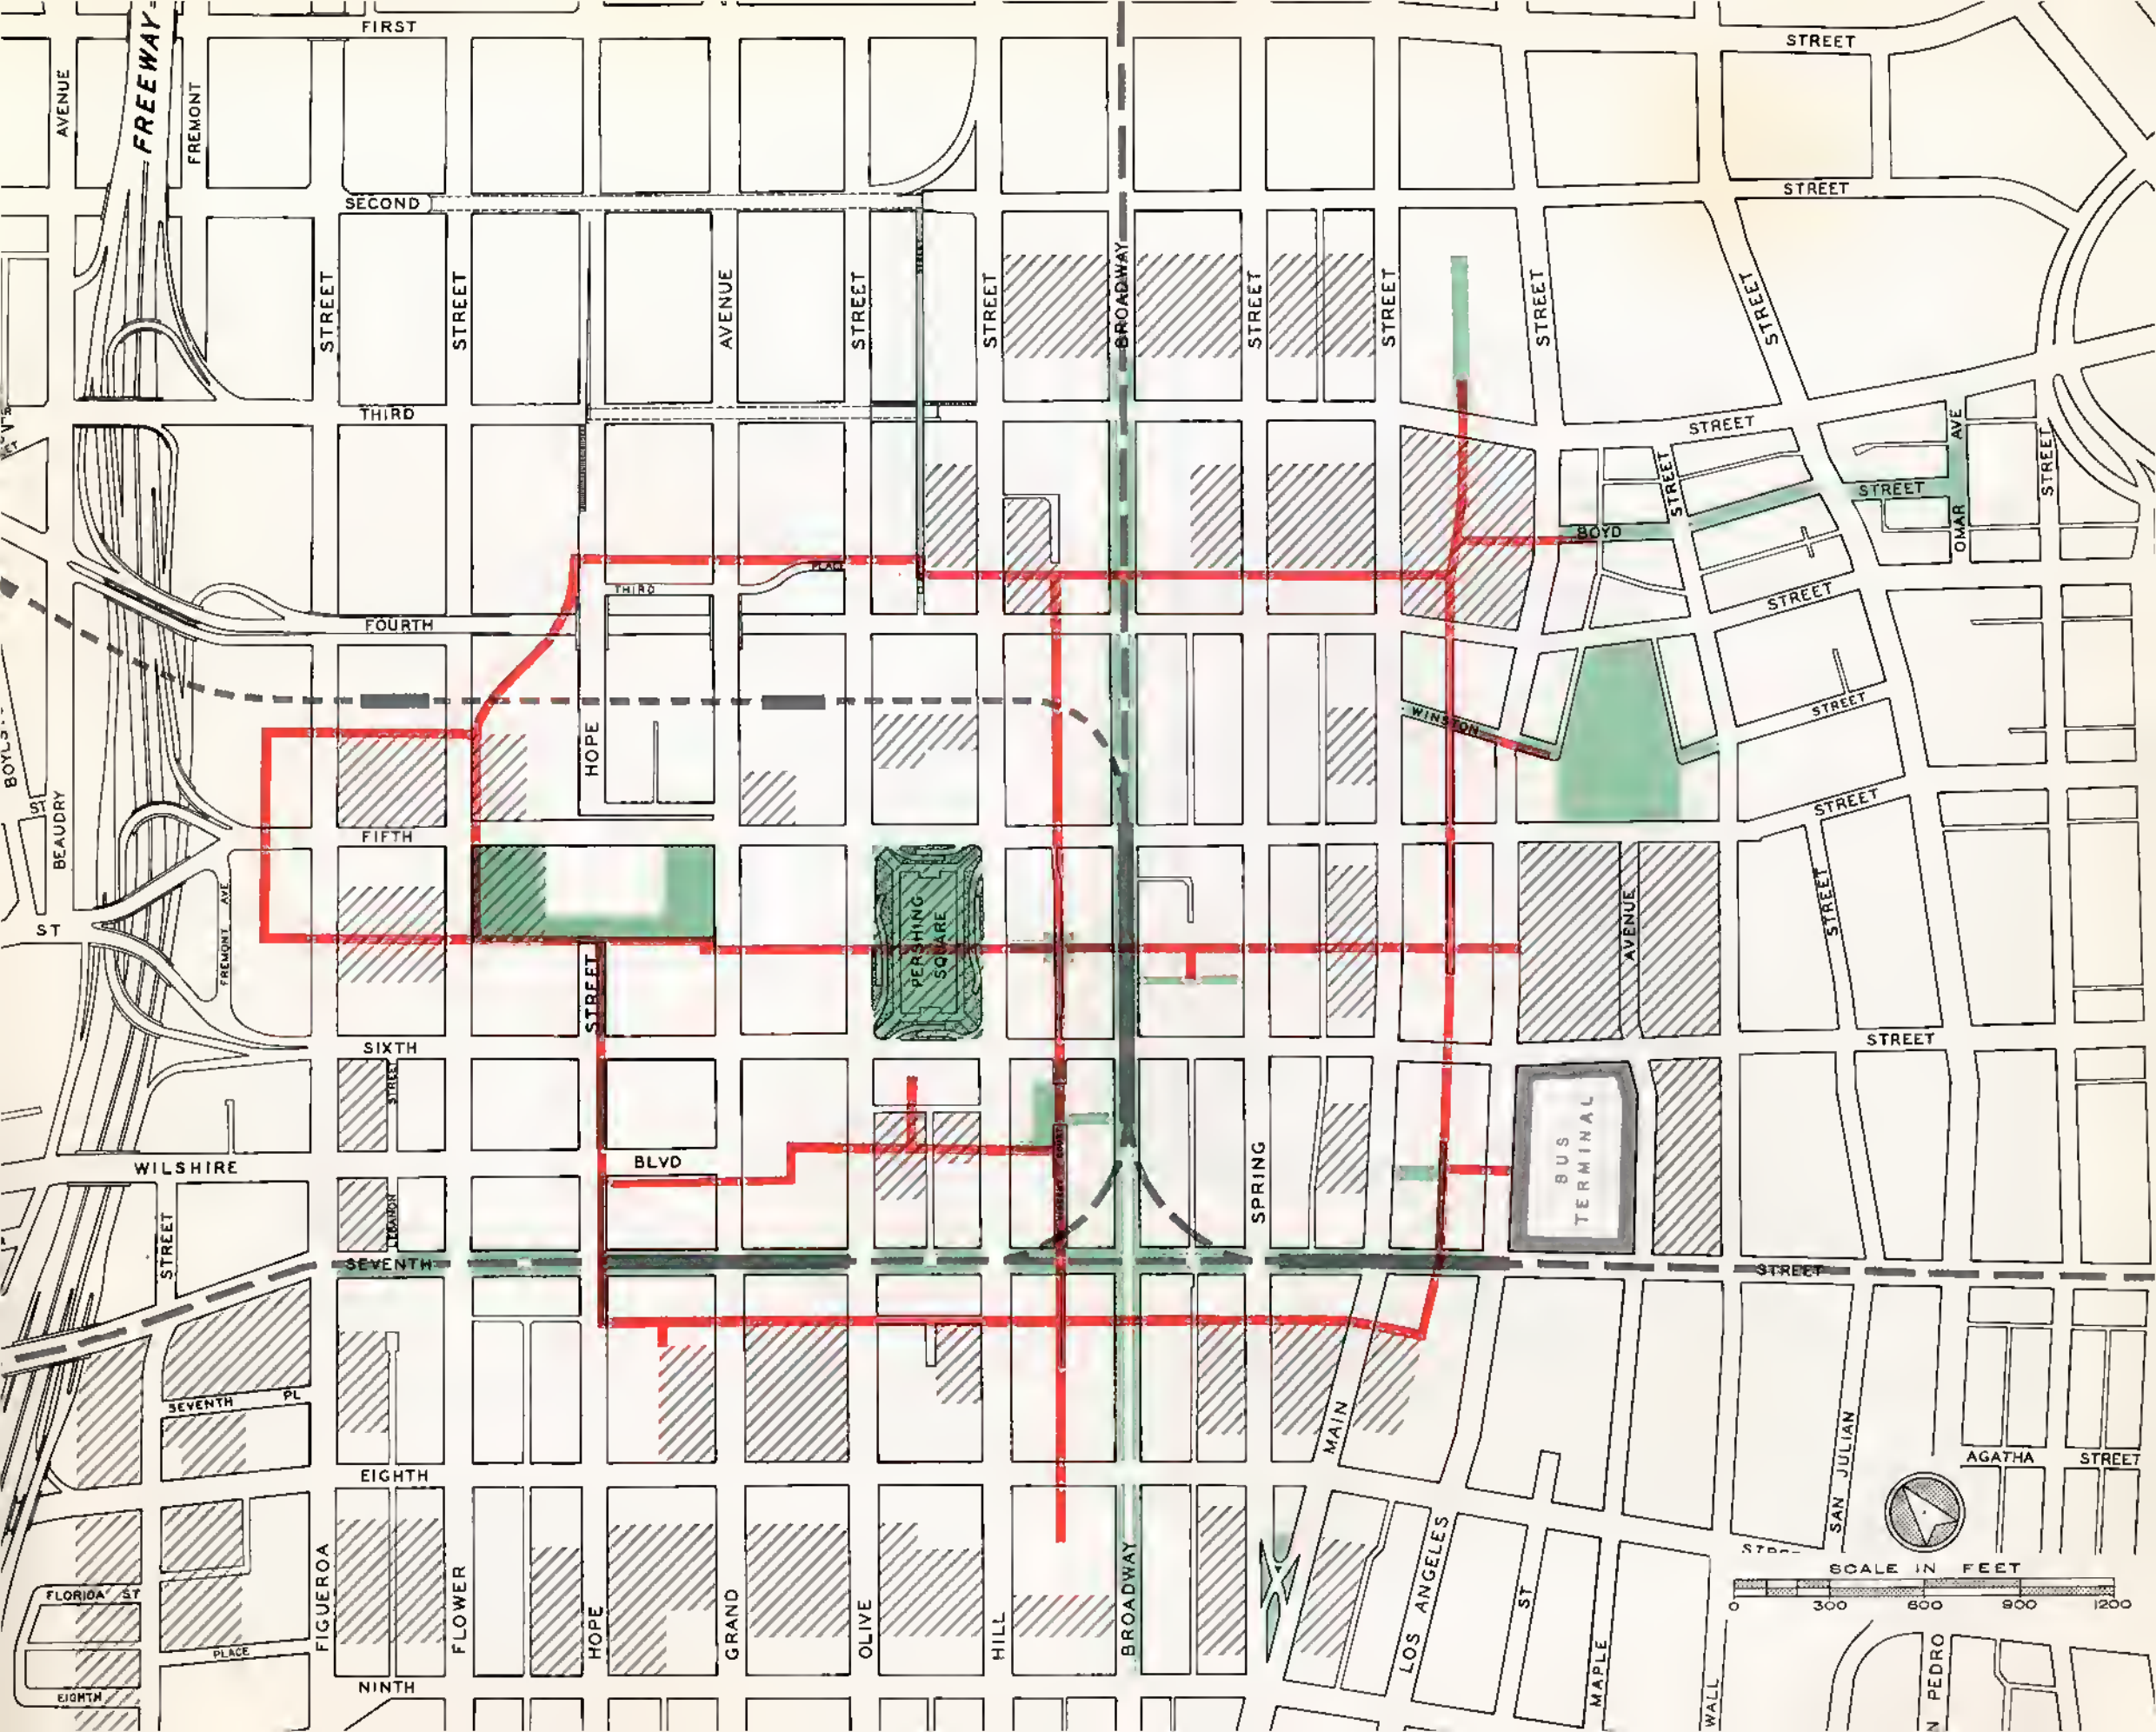 FIRST
STREET
AVENUE
FREEWAY
FREMONT
SECOND
STREET
STREET
STREET
AVENUE
STREET
STREET
STREET
BROADWAY
STREET
STREET
STREET
STREET
THIRD
STREET
AVE
STREET
STREET
STREET
BOYD
OMAR
PLACE
THIRD
STREET
FOURTH
WINSTON
STREET
HOPE
STREET
BEAUDRY
FIFTH
ST
ST
FREMONT AVE
PERSHING
SQUARE
AVENUE
STREET
STREET
SIXTH
STREET
STREET
COURT
BUS
TERMINAL
WILSHIRE
BLVD
SPRING
LEBANON
STREET
SEVENTH
STREET
SEVENTH PL
MAIN
SAN JULIAN
AGATHA STREET
EIGHTH
FLORIDA ST
FIGUEROA
FLOWER
HOPE
GRAND
OLIVE
HILL
BROADWAY
LOS ANGELES
ST
MAPLE
WALL
SCALE IN FEET
0 300 600 900 1200
PLACE
EIGHTH
NINTH
N PEDRO